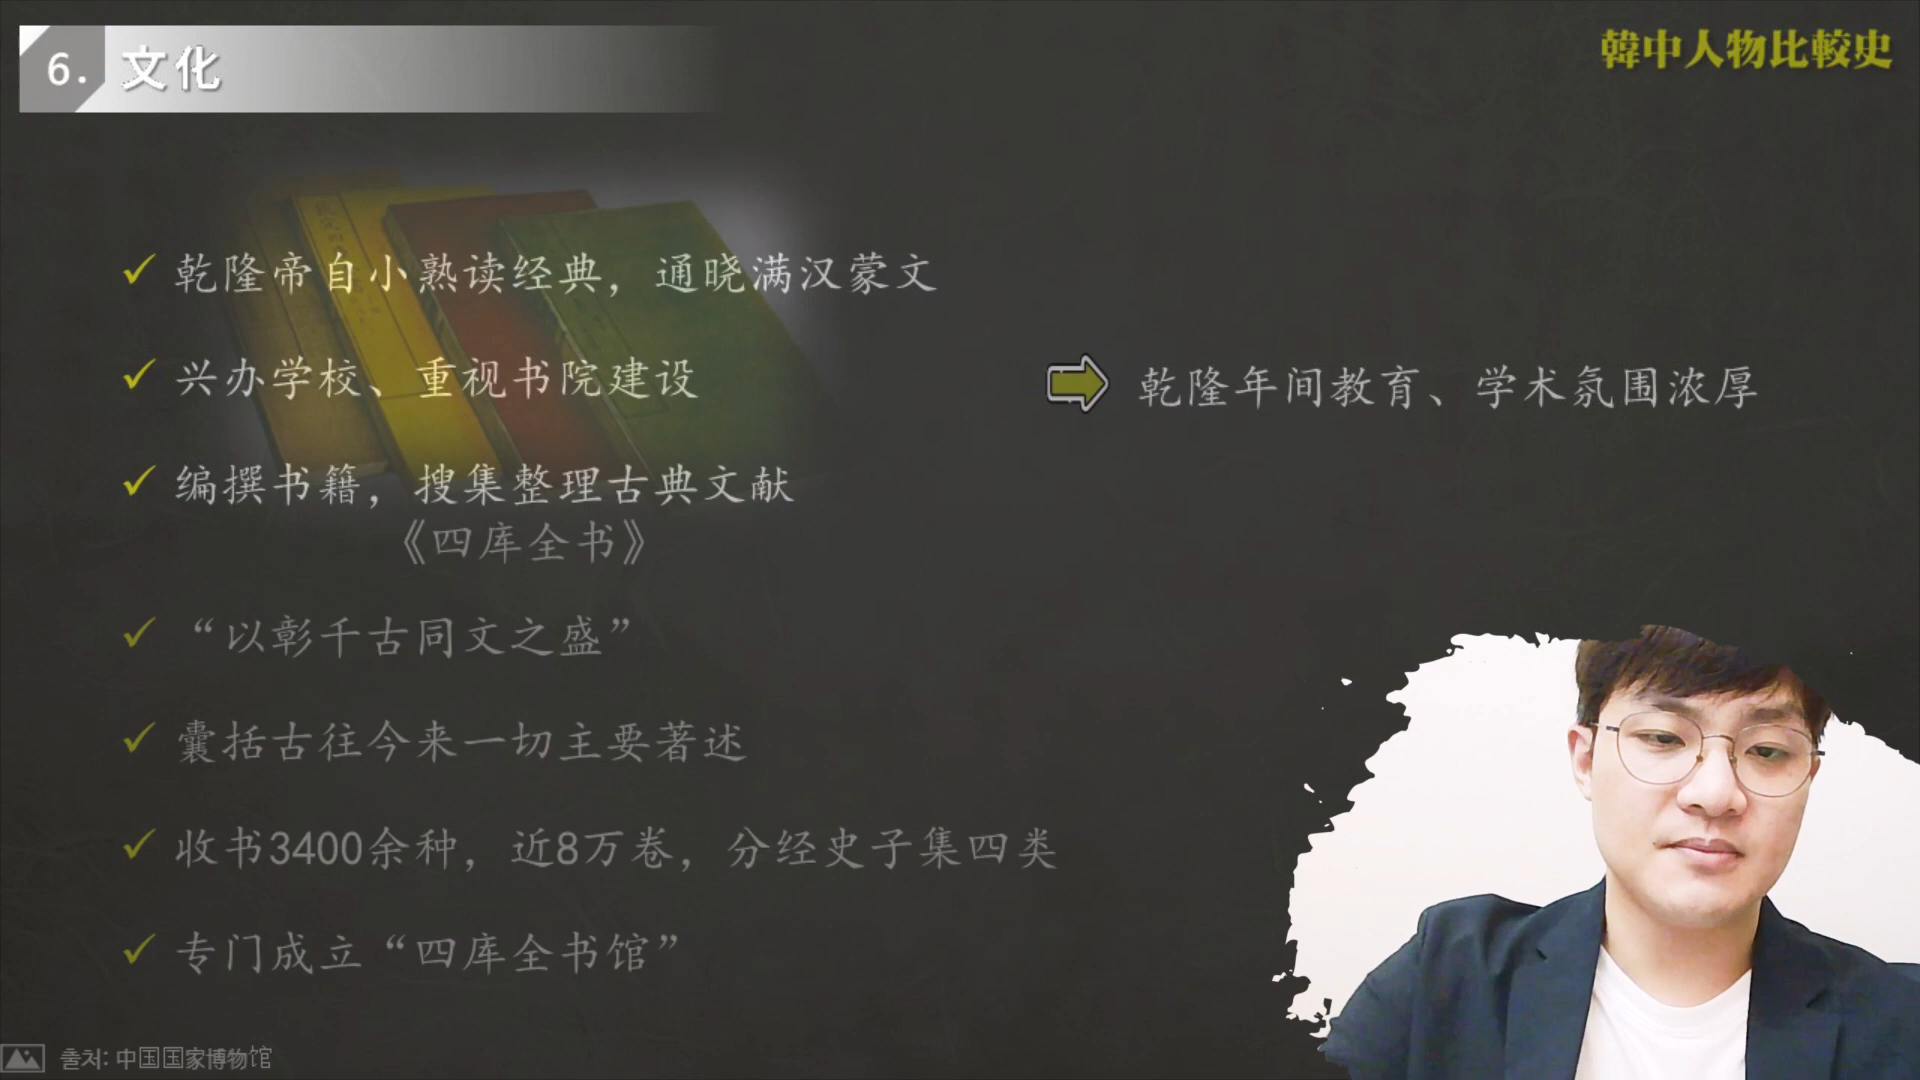 6. 文化
韓中人物比較史
乾隆帝自小熟读经典，通晓满汉蒙文
兴办学校、重视书院建设
乾隆年间教育、学术氛围浓厚
编撰书籍，搜集整理古典文献
《四库全书》
“以彰千古同文之盛”
囊括古往今来一切主要著述
收书3400余种，近8万卷，分经史子集四类
专门成立“四库全书馆”
출처: 中国国家博物馆